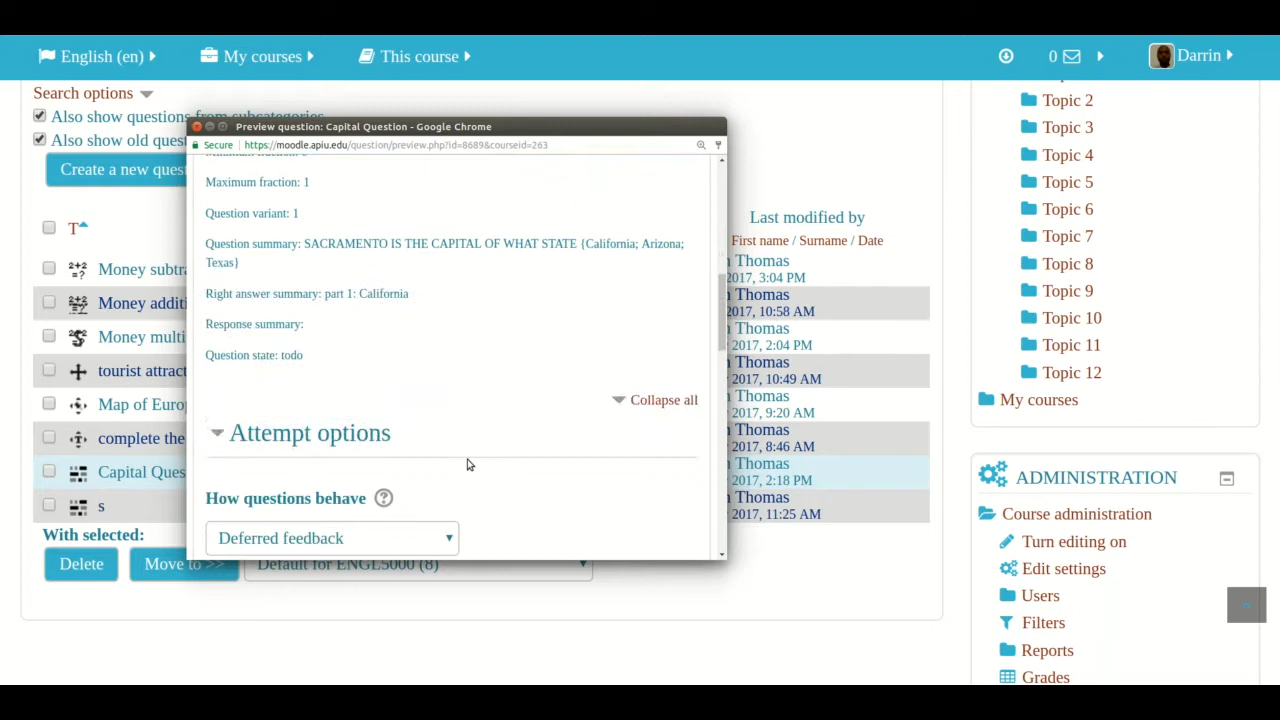 English (en)
My courses
This course
0
Darrin
Search options
Also show questions from subcategories
Also show old ques
Create a new ques
T
Money subtr
Money additi
Money multi
tourist attract
Map of Euro
complete the
Capital Ques
s
With selected:
Delete
Move to >>
Default for ENGL5000 (8)
Preview question: Capital Question - Google Chrome
Secure
https://moodle.apiu.edu/question/preview.php?id=8689&courseid=263
Maximum fraction: 1
Question variant: 1
Question summary: SACRAMENTO IS THE CAPITAL OF WHAT STATE {California; Arizona;
Texas}
Right answer summary: part 1: California
Response summary:
Question state: todo
Collapse all
Attempt options
How questions behave
Deferred feedback
Last modified by
First name / Surname / Date
Thomas
2017, 3:04 PM
Thomas
2017, 10:58 AM
Thomas
2017, 2:04 PM
Thomas
2017, 10:49 AM
Thomas
2017, 9:20 AM
Thomas
2017, 8:46 AM
Thomas
2017, 2:18 PM
Thomas
2017, 11:25 AM
Topic 2
Topic 3
Topic 4
Topic 5
Topic 6
Topic 7
Topic 8
Topic 9
Topic 10
Topic 11
Topic 12
My courses
ADMINISTRATION
Course administration
Turn editing on
Edit settings
Users
Filters
Reports
Grades